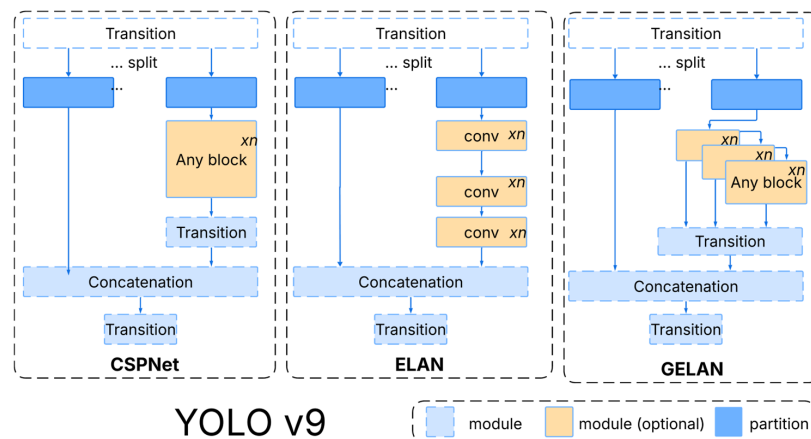 Transition
... split
...
xn
Any block
Transition
Concatenation
Transition
CSPNet
Transition
... split
...
conv xn
conv xn
conv xn
Concatenation
Transition
ELAN
Transition
... split
...
xn
xn
xn
Any block
Transition
Concatenation
Transition
GELAN
YOLO v9
module
module (optional)
partition